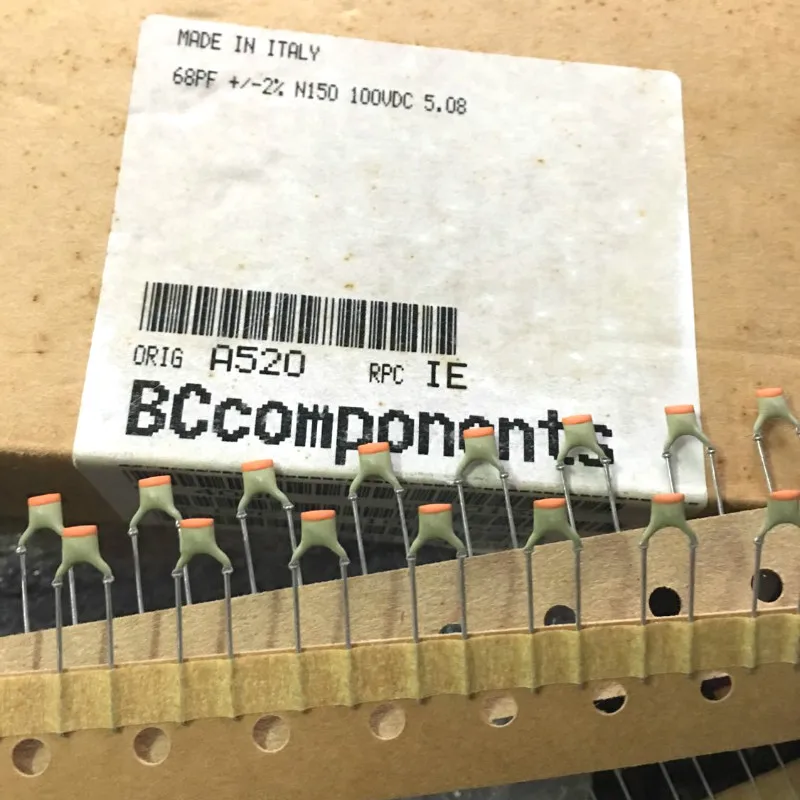 MADE IN ITALY
68PF +/-2% N150 100VDC 5.08
ORIG A520 RPC IE
BCcomponents